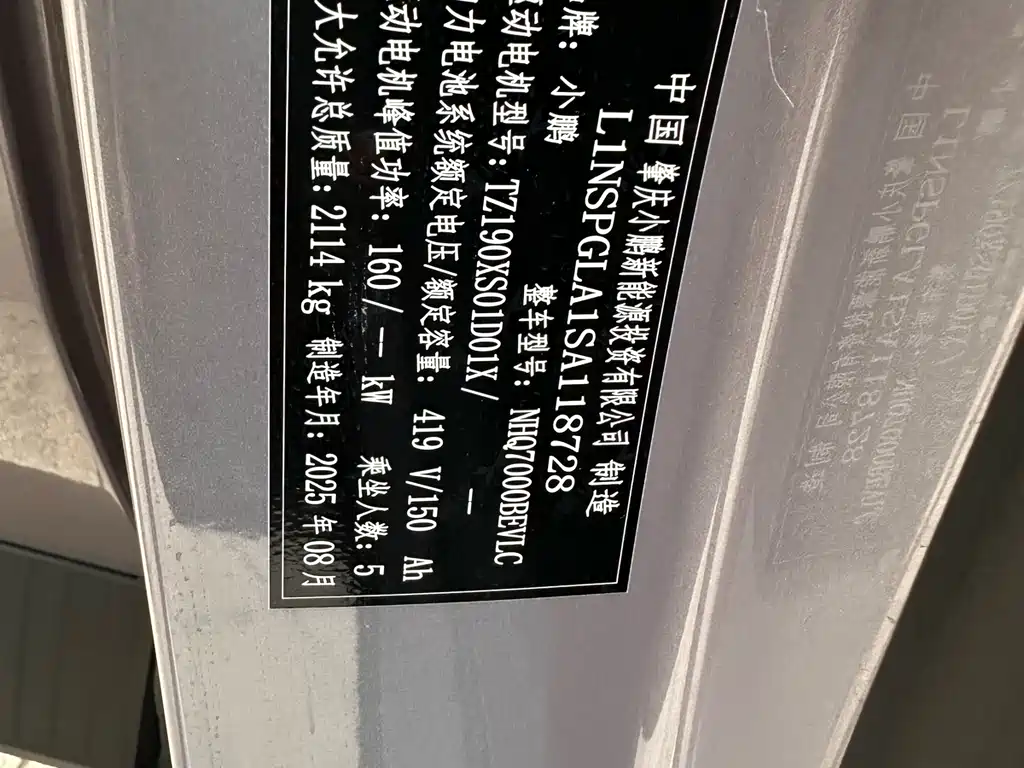 中国 肇庆小鹏新能源投资有限公司 制造
L1NSPGLA1SA118728
牌: 小鹏 整车型号: NHQ7000BEVLC
动电机型号: TZ190XS01D01X/ --
力电池系统额定电压/额定容量: 419 V/150 Ah
动电机峰值功率: 160 / -- kW 乘坐人数: 5
大允许总质量: 2114 kg 制造年月: 2025 年 08 月